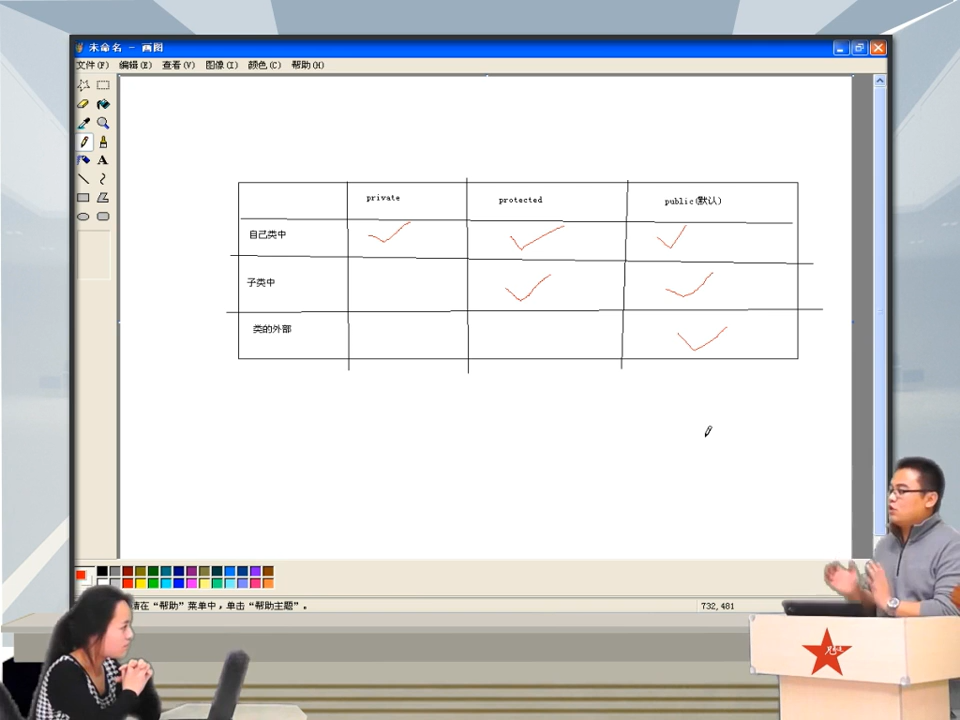 未命名 - 画图
文件(F) 编辑(E) 查看(V) 图像(I) 颜色(C) 帮助(H)
A
private protected public(默认)
自己类中
子类中
类的外部
请在“帮助”菜单中，单击“帮助主题”。
732,481